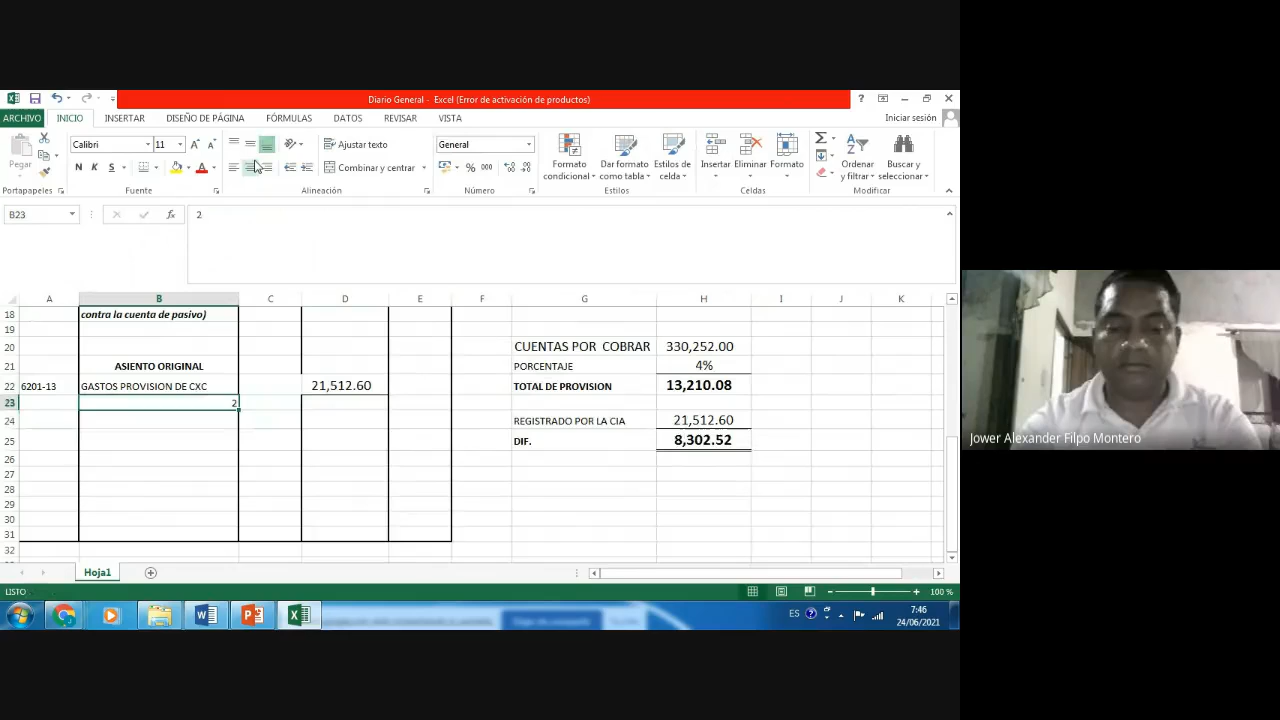 Diario General - Excel (Error de activación de productos)
ARCHIVO INICIO INSERTAR DISEÑO DE PÁGINA FÓRMULAS DATOS REVISAR VISTA Iniciar sesión
Calibri 11 Ajustar texto General
Pegar N K S Combinar y centrar % 000
Formato condicional Dar formato como tabla Estilos de celda Insertar Eliminar Formato Ordenar y filtrar Buscar y seleccionar
Portapapeles Fuente Alineación Número Estilos Celdas Modificar
B23 fx 2
A B C D E F G H I J K
18 contra la cuenta de pasivo)
19
20 CUENTAS POR COBRAR 330,252.00
21 ASIENTO ORIGINAL PORCENTAJE 4%
22 6201-13 GASTOS PROVISION DE CXC 21,512.60 TOTAL DE PROVISION 13,210.08
23 2
24 REGISTRADO POR LA CIA 21,512.60
25 DIF. 8,302.52
26
27
28
29
30
31
32
Hoja1
LISTO 100 %
ES 7:46
24/06/2021
Jower Alexander Filpo Montero